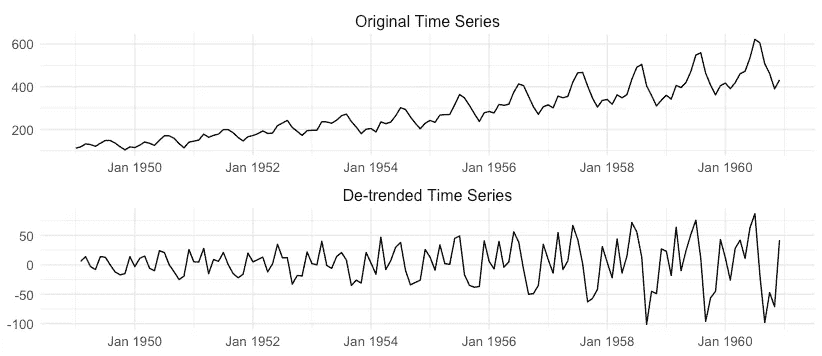 Original Time Series
600
400
200
Jan 1950 Jan 1952 Jan 1954 Jan 1956 Jan 1958 Jan 1960
De-trended Time Series
50
0
-50
-100
Jan 1950 Jan 1952 Jan 1954 Jan 1956 Jan 1958 Jan 1960